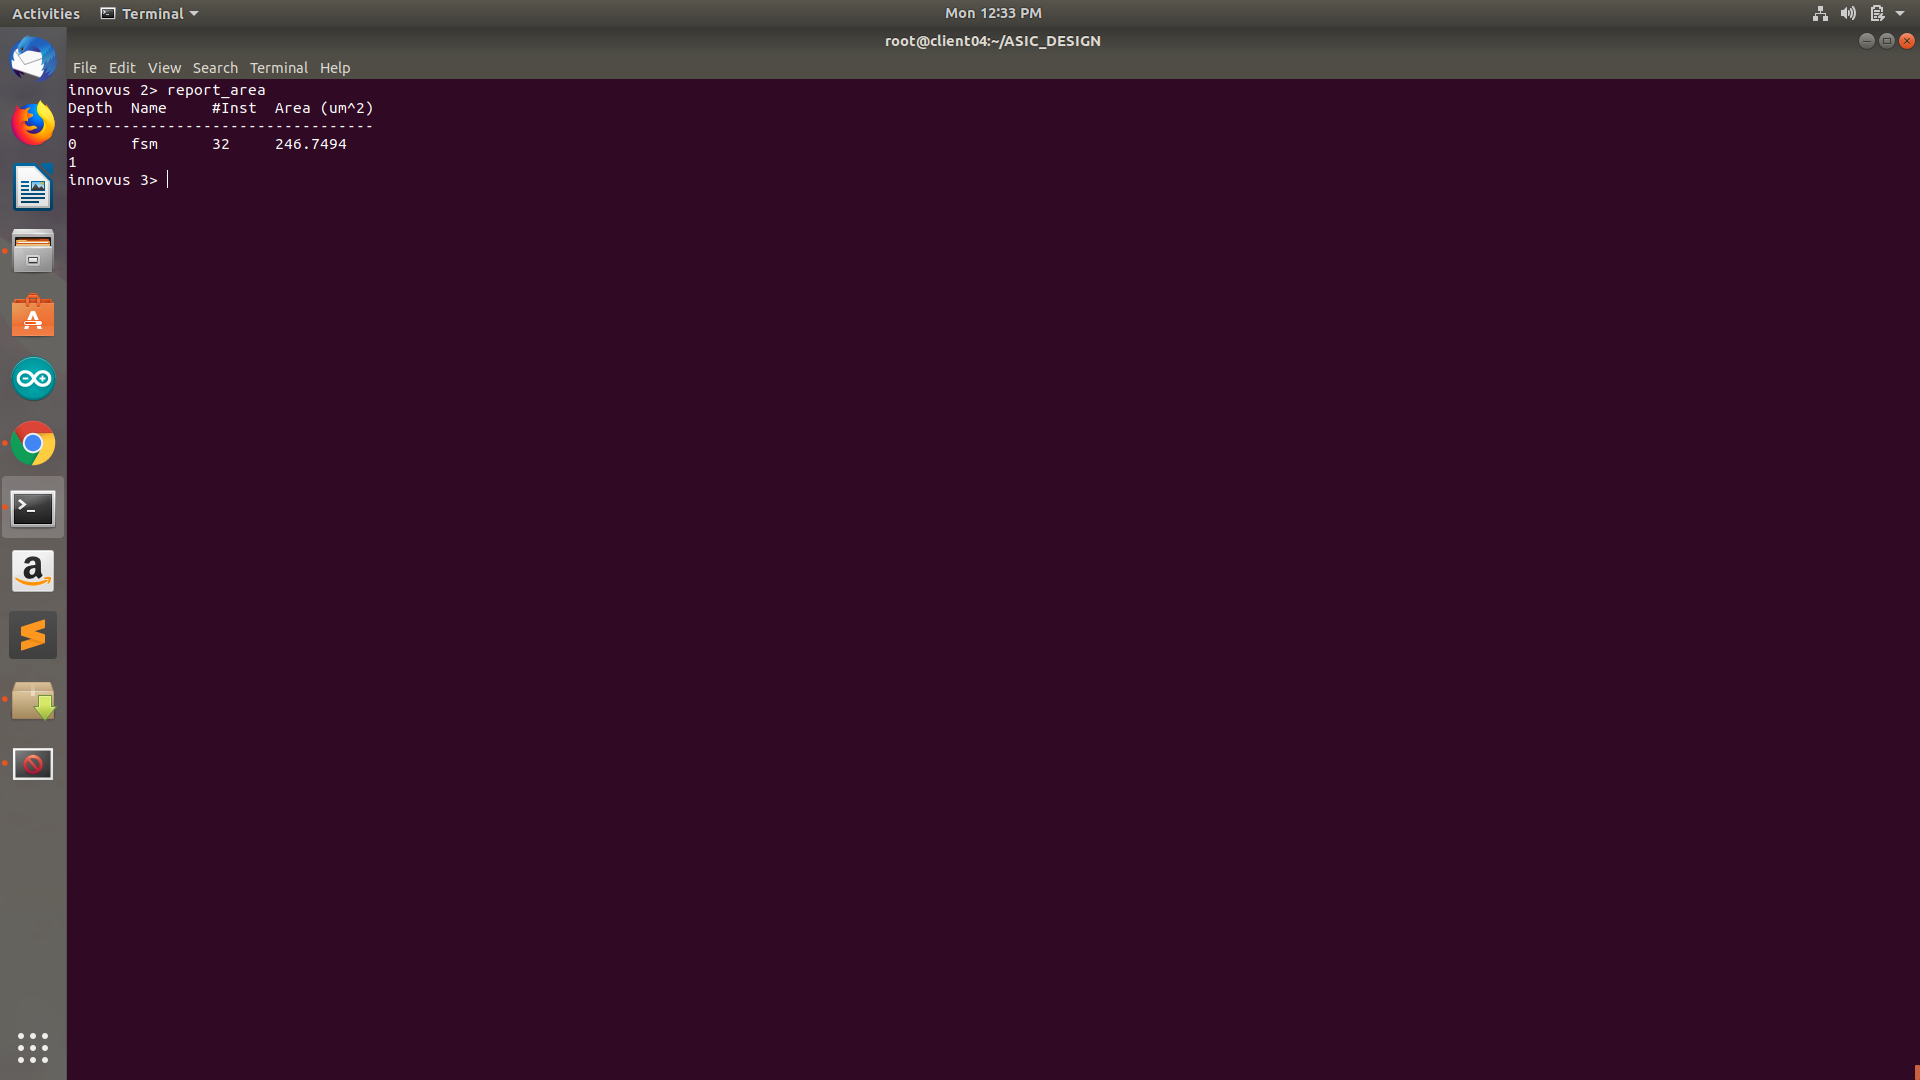 Activities Terminal Mon 12:33 PM
root@client04:~/ASIC_DESIGN
File Edit View Search Terminal Help
innovus 2> report_area
Depth  Name     #Inst  Area (um^2)
----------------------------------
0      fsm      32     246.7494
1
innovus 3>